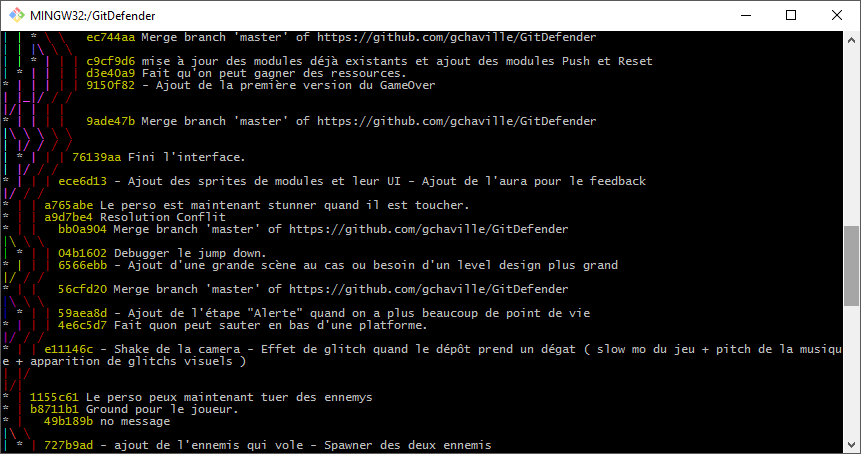 MINGW32:/GitDefender
ec744aa Merge branch 'master' of https://github.com/gchaville/GitDefender
c9cf9d6 mise à jour des modules déjà existants et ajout des modules Push et Reset
d3e40a9 Fait qu'on peut gagner des ressources.
9150f82 - Ajout de la première version du GameOver
9ade47b Merge branch 'master' of https://github.com/gchaville/GitDefender
76139aa Fini l'interface.
ece6d13 - Ajout des sprites de modules et leur UI - Ajout de l'aura pour le feedback
a765abe Le perso est maintenant stunner quand il est toucher.
a9d7be4 Resolution Conflit
bb0a904 Merge branch 'master' of https://github.com/gchaville/GitDefender
04b1602 Debugger le jump down.
6566ebb - Ajout d'une grande scène au cas ou besoin d'un level design plus grand
56cfd20 Merge branch 'master' of https://github.com/gchaville/GitDefender
59aea8d - Ajout de l'étape "Alerte" quand on a plus beaucoup de point de vie
4e6c5d7 Fait quon peut sauter en bas d'une platforme.
e11146c - Shake de la camera - Effet de glitch quand le dépôt prend un dégat ( slow mo du jeu + pitch de la musiqu
e + apparition de glitchs visuels )
1155c61 Le perso peux maintenant tuer des ennemys
b8711b1 Ground pour le joueur.
49b189b no message
727b9ad - ajout de l'ennemis qui vole - Spawner des deux ennemis